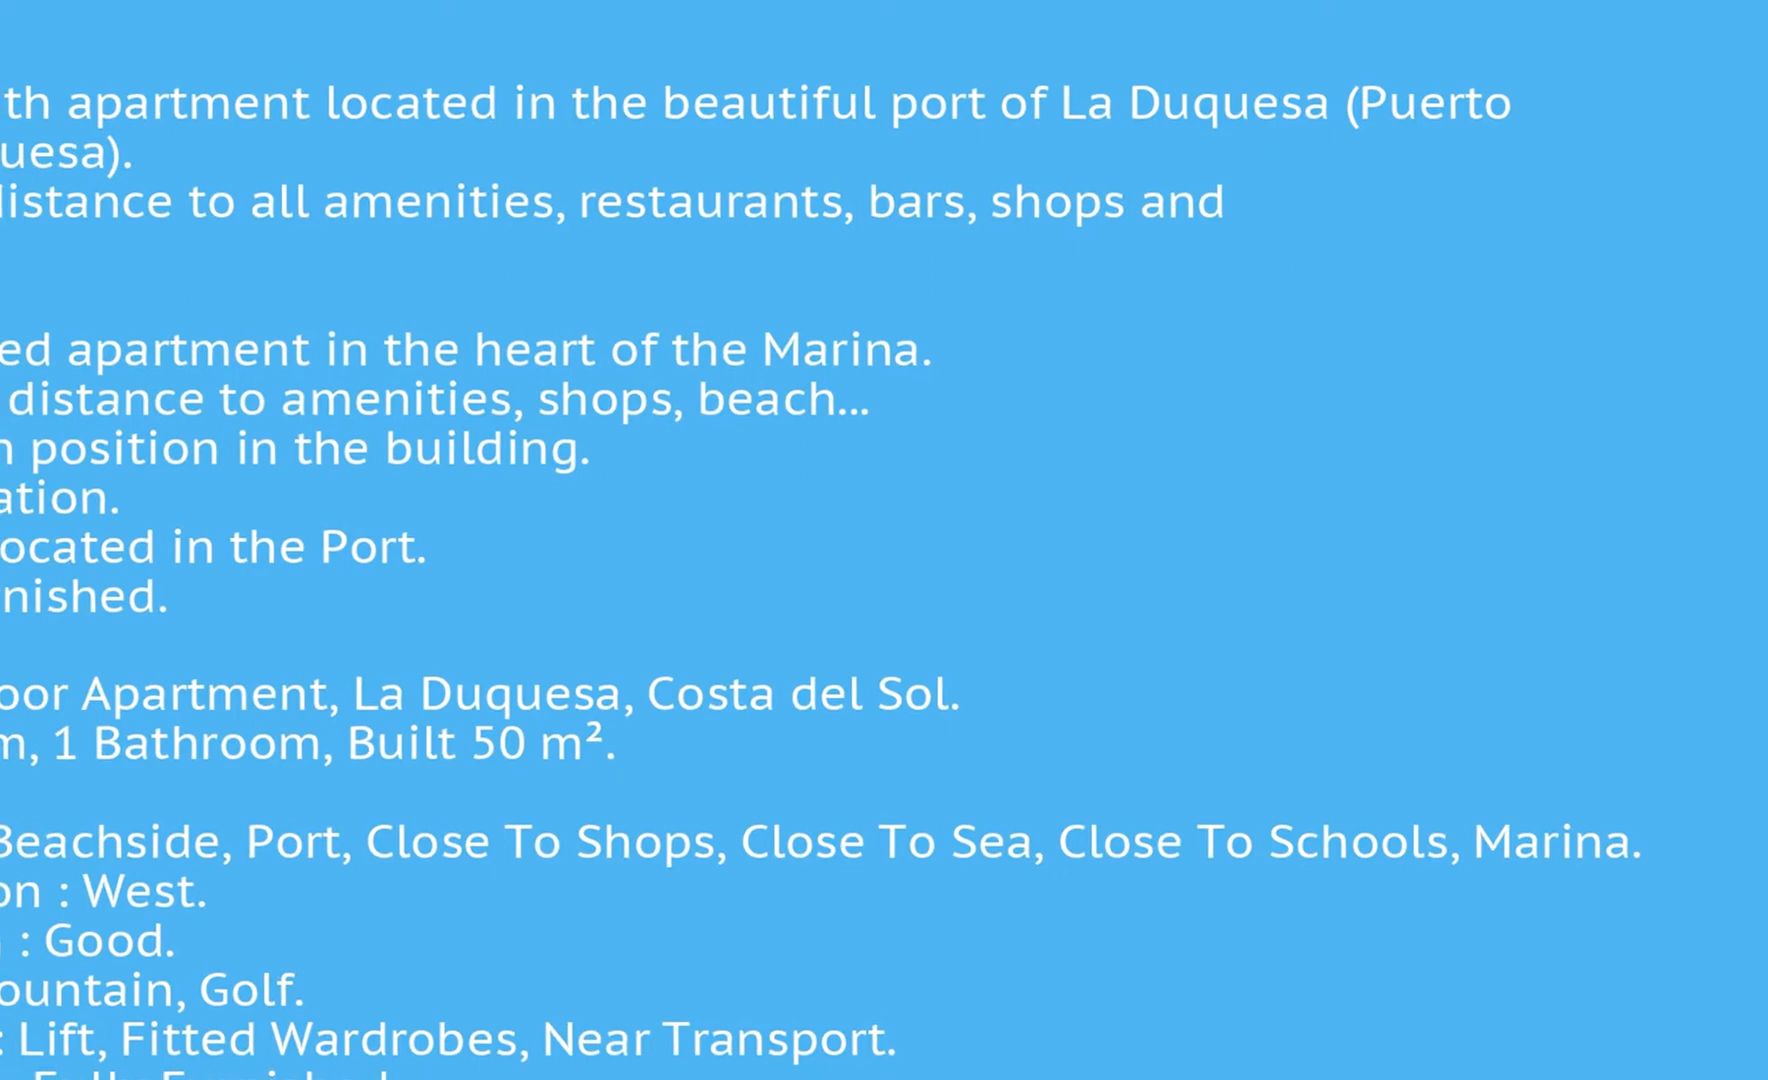 th apartment located in the beautiful port of La Duquesa (Puerto
uesa).
distance to all amenities, restaurants, bars, shops and
ed apartment in the heart of the Marina.
distance to amenities, shops, beach...
n position in the building.
ation.
ocated in the Port.
nished.
oor Apartment, La Duquesa, Costa del Sol.
m, 1 Bathroom, Built 50 m².
Beachside, Port, Close To Shops, Close To Sea, Close To Schools, Marina.
on : West.
: Good.
ountain, Golf.
: Lift, Fitted Wardrobes, Near Transport.